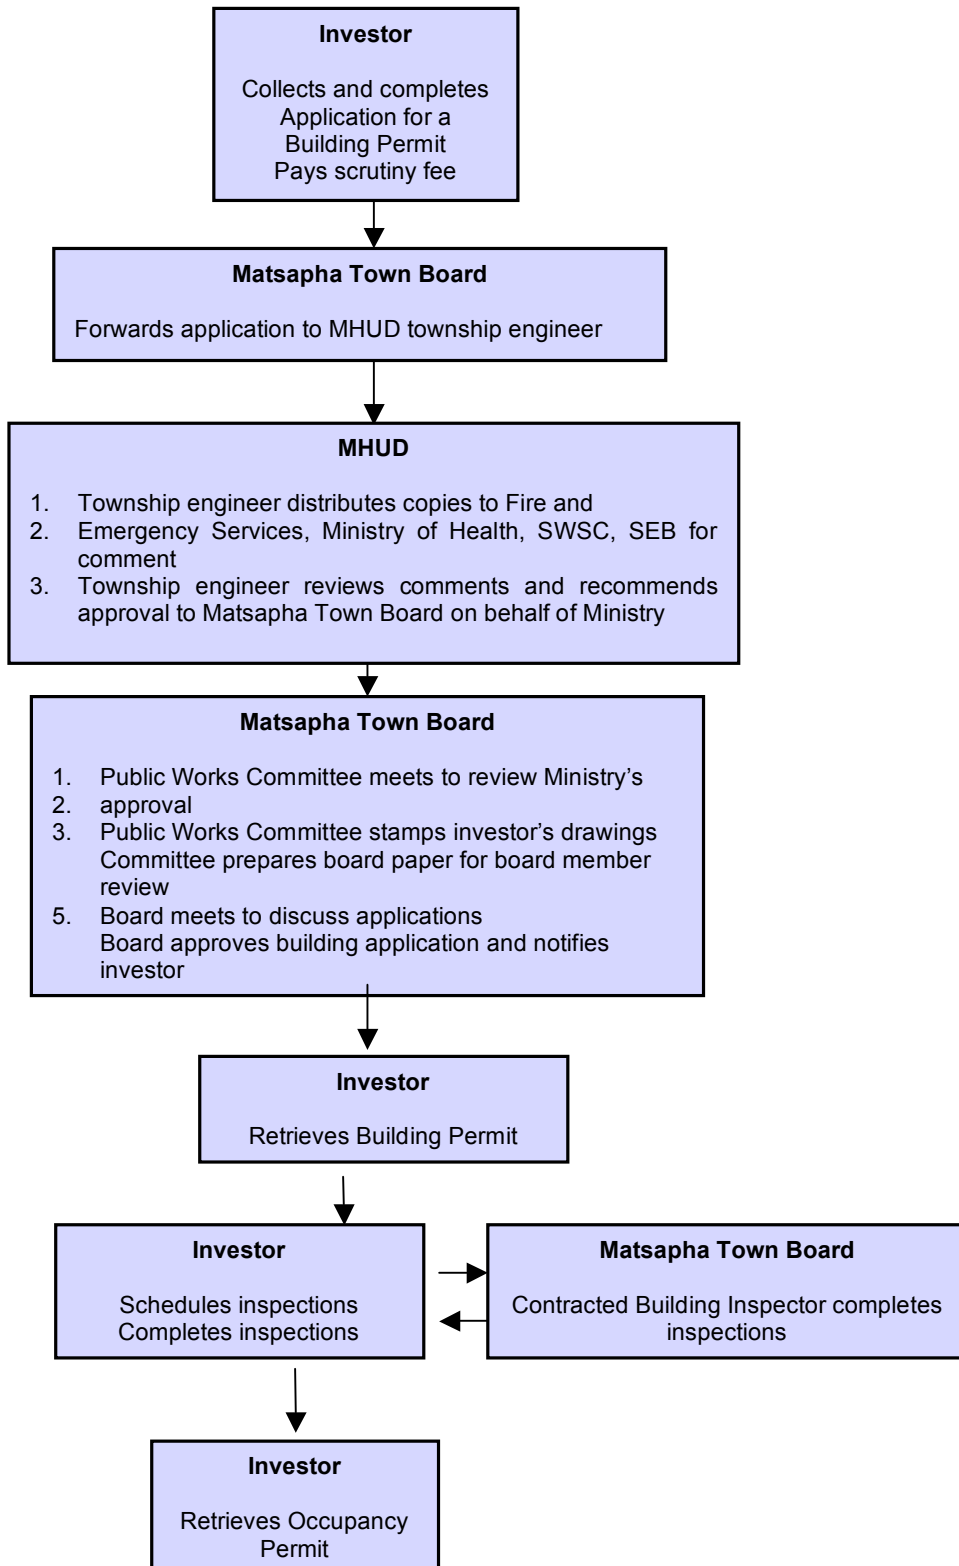 Investor
Collects and completes
Application for a
Building Permit
Pays scrutiny fee
Matsapha Town Board
Forwards application to MHUD township engineer
MHUD
1. Township engineer distributes copies to Fire and
2. Emergency Services, Ministry of Health, SWSC, SEB for
comment
3. Township engineer reviews comments and recommends
approval to Matsapha Town Board on behalf of Ministry
Matsapha Town Board
1. Public Works Committee meets to review Ministry's
2. approval
3. Public Works Committee stamps investor's drawings
Committee prepares board paper for board member
review
5. Board meets to discuss applications
Board approves building application and notifies
investor
Investor
Retrieves Building Permit
Investor
Schedules inspections
Completes inspections
Matsapha Town Board
Contracted Building Inspector completes
inspections
Investor
Retrieves Occupancy
Permit